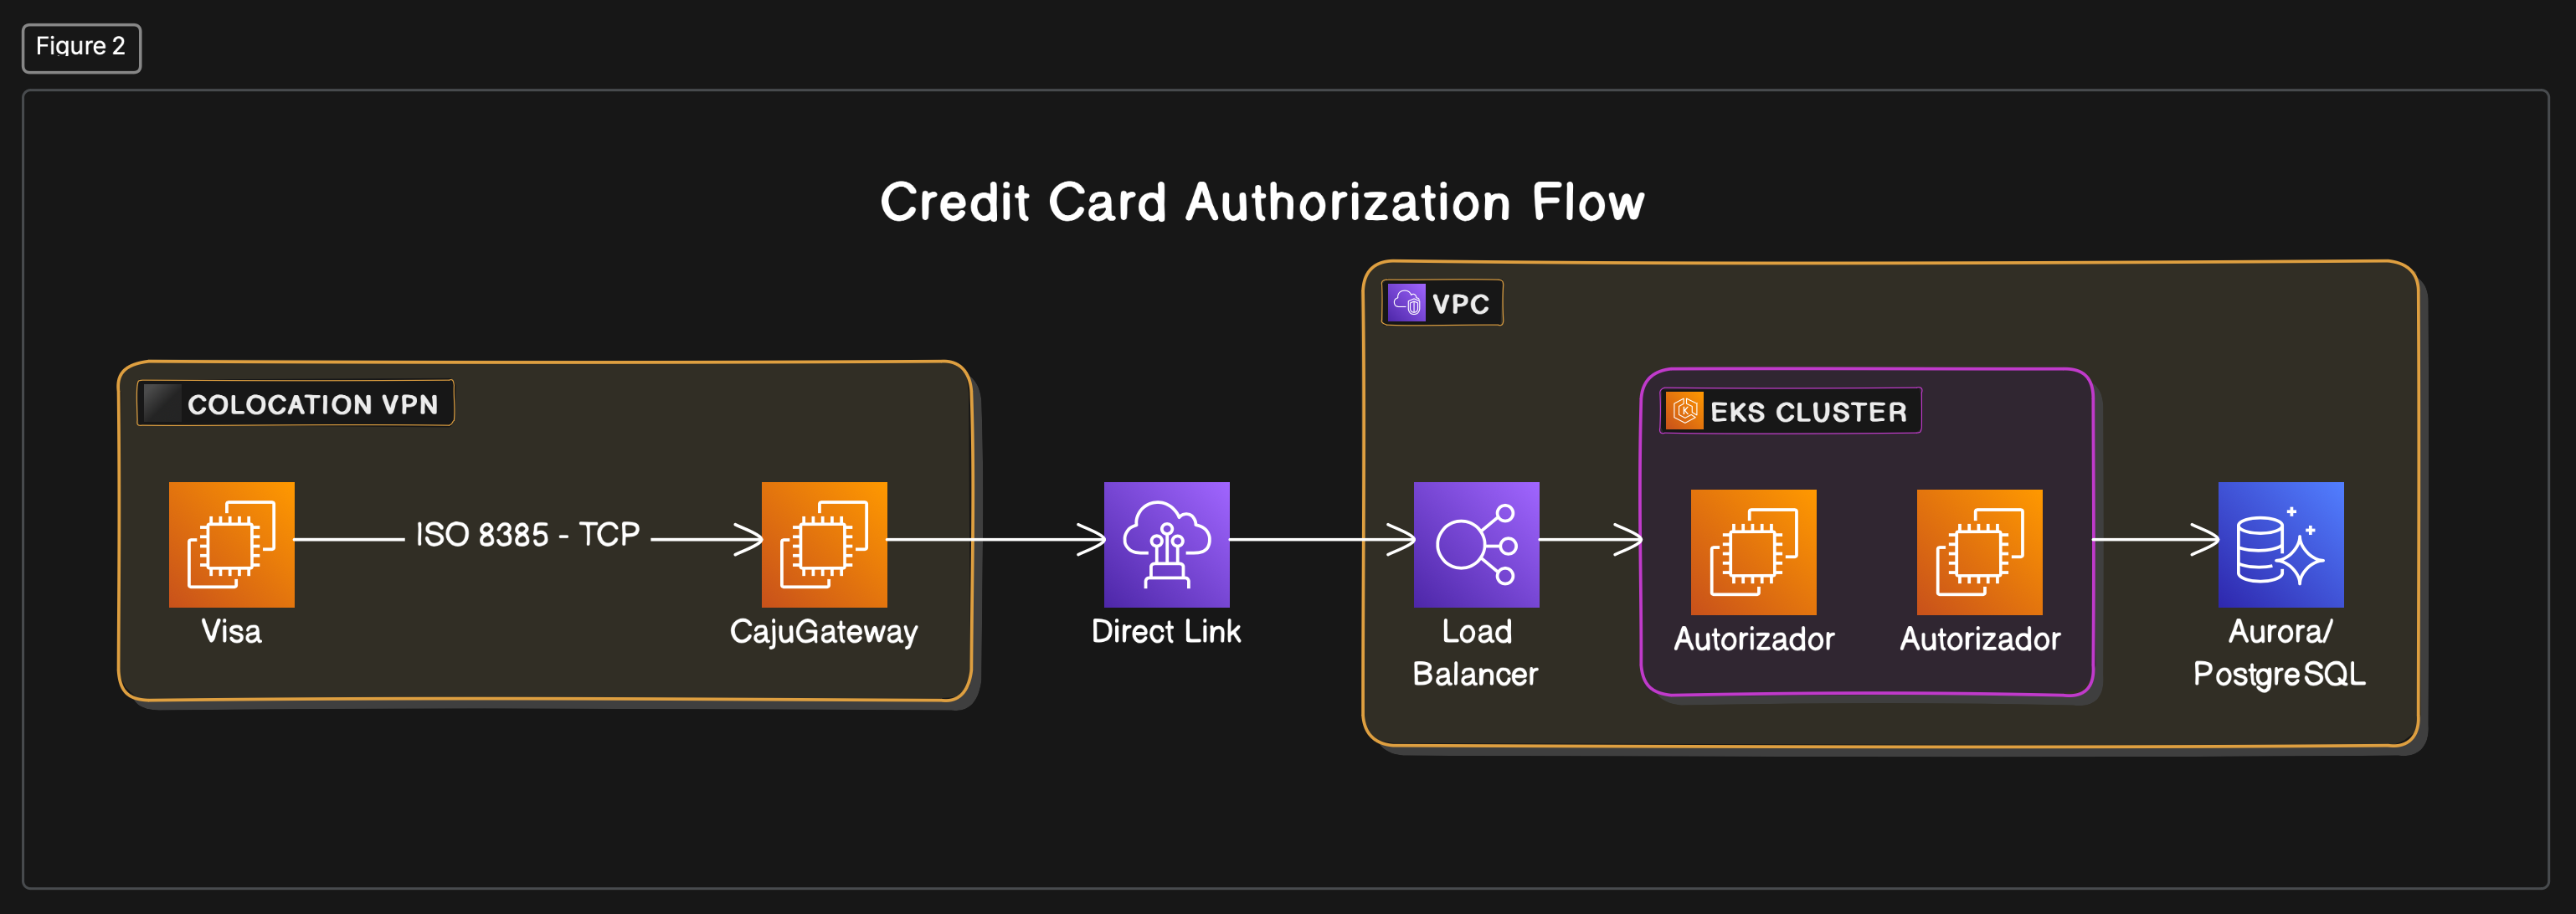 Figure 2
Credit Card Authorization Flow
VPC
COLOCATION VPN
EKS CLUSTER
ISO 8385 - TCP
Visa
CajuGateway
Direct Link
Load
Balancer
Autorizador
Autorizador
Aurora/
PostgreSQL